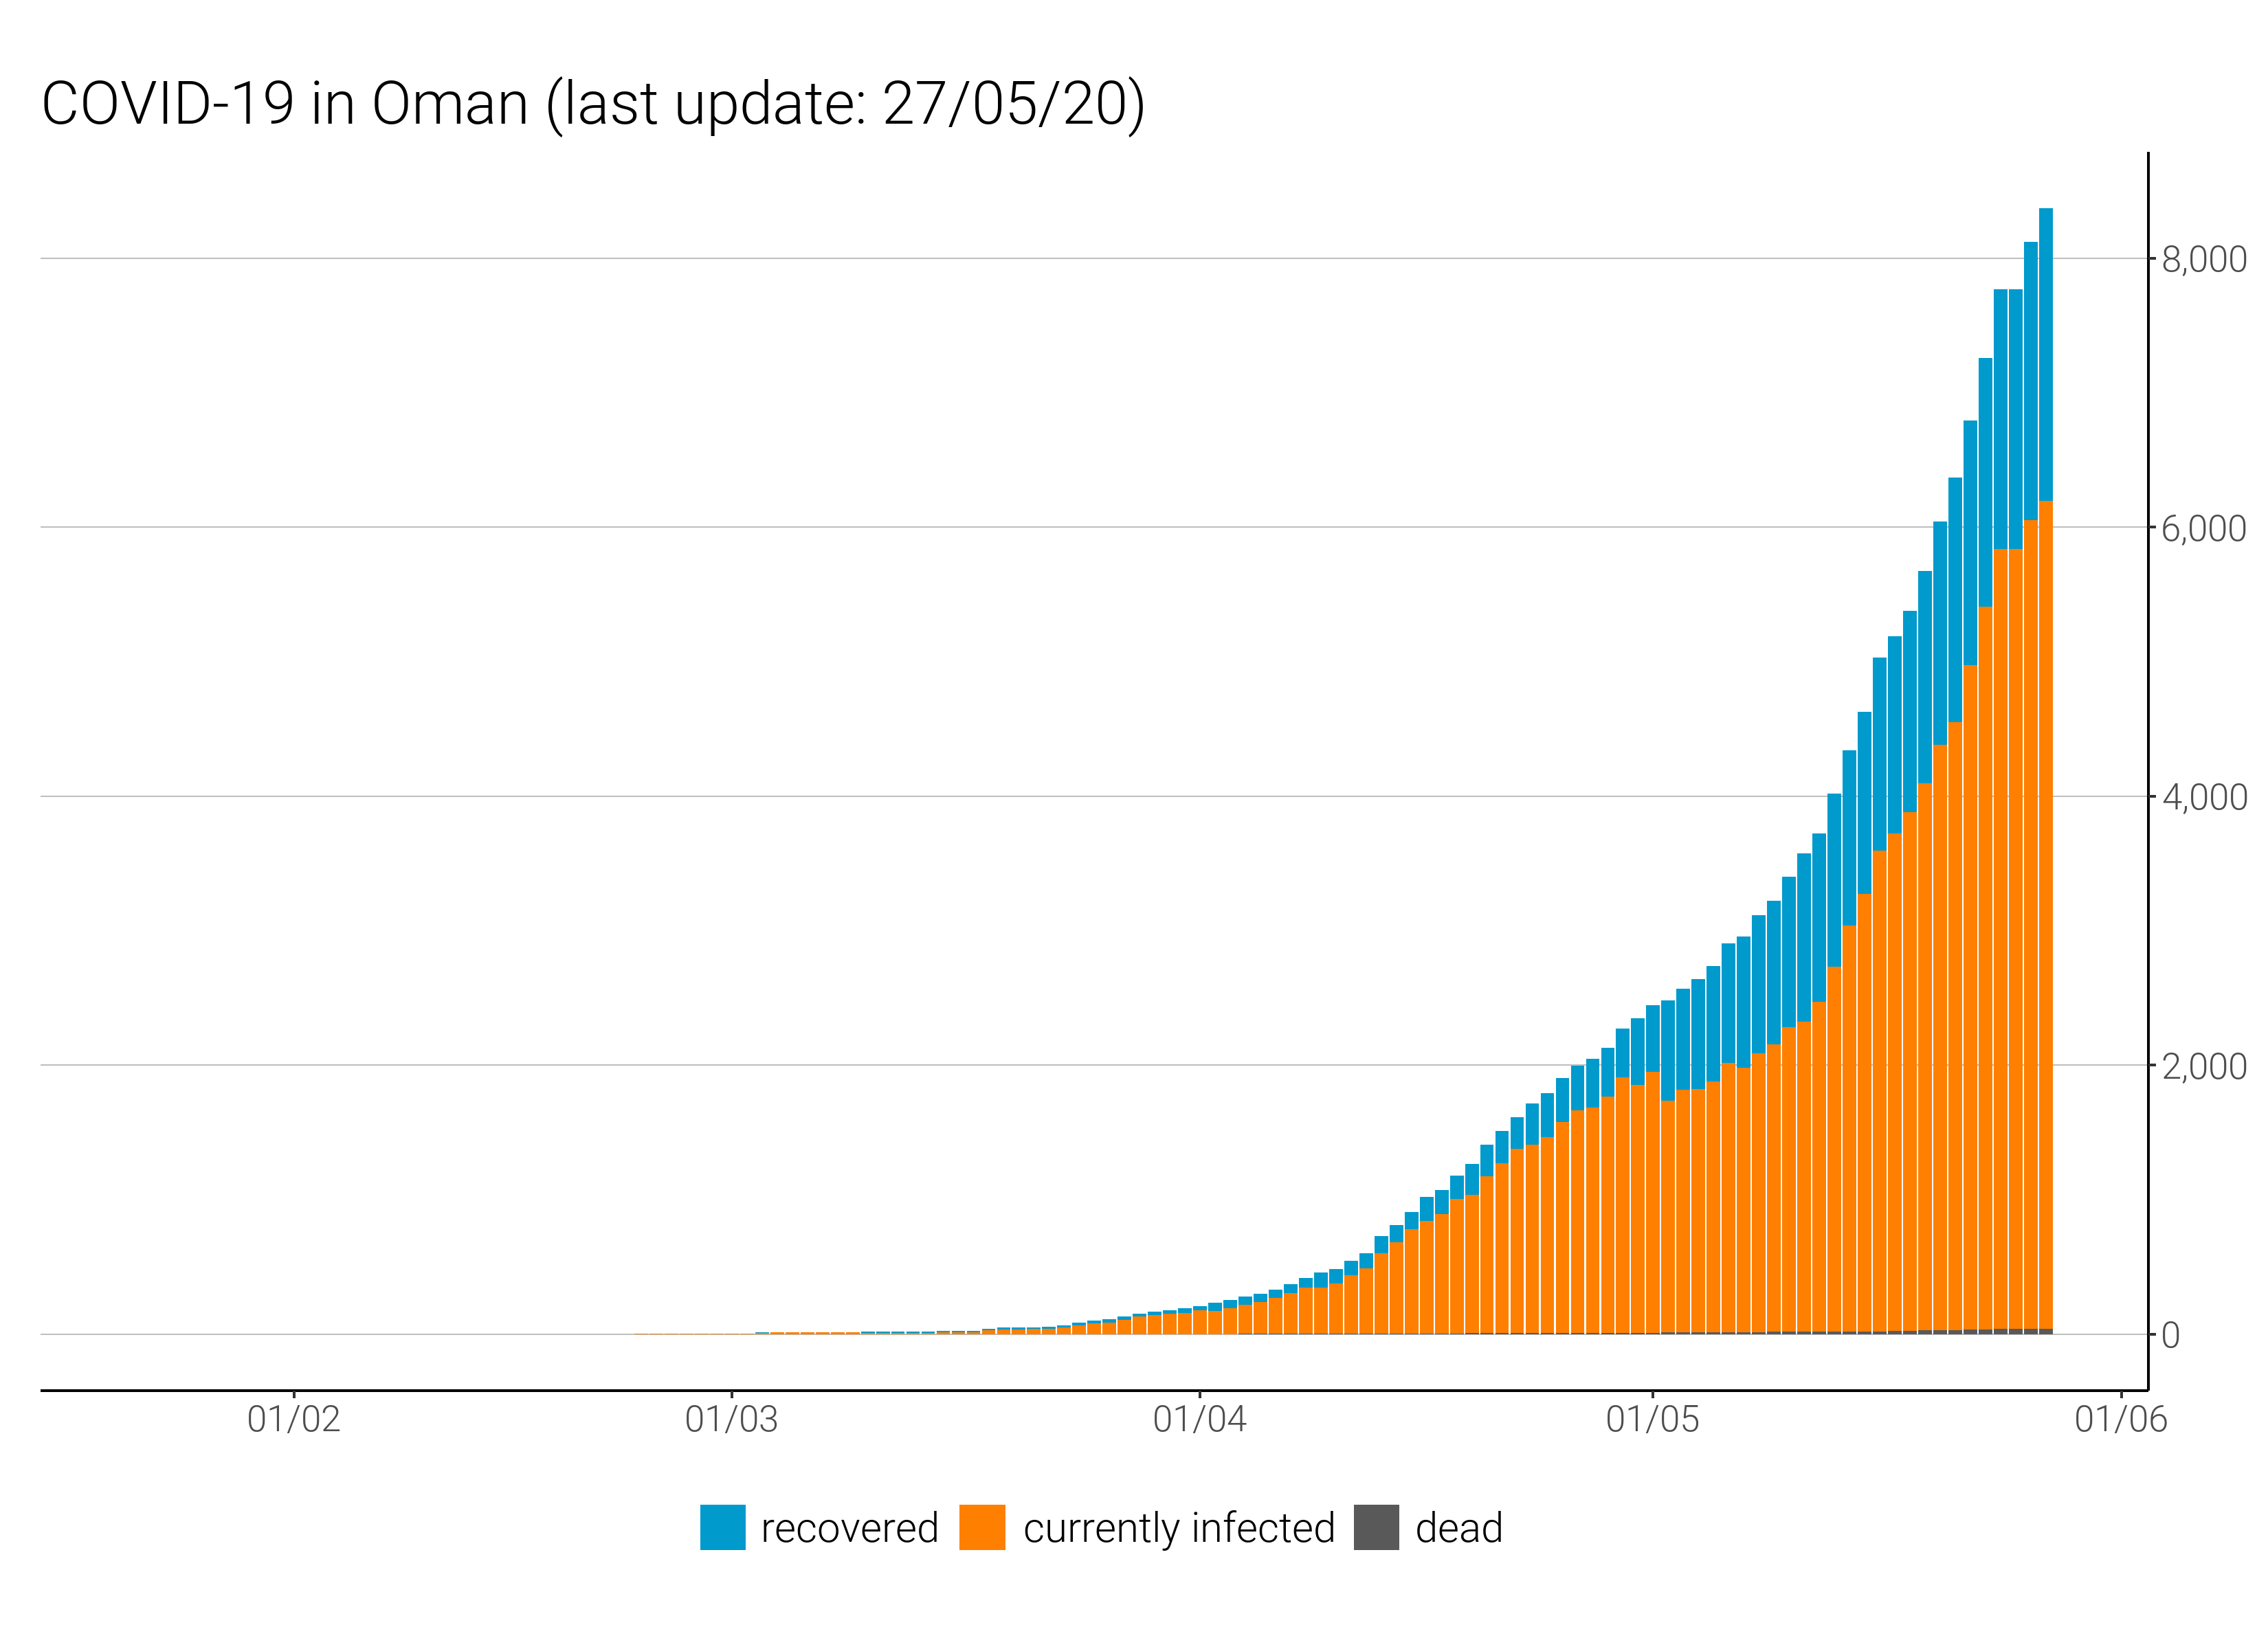 COVID-19 in Oman (last update: 27/05/20)
8,000
6,000
4,000
2,000
0
01/02 01/03 01/04 01/05 01/06
recovered currently infected dead